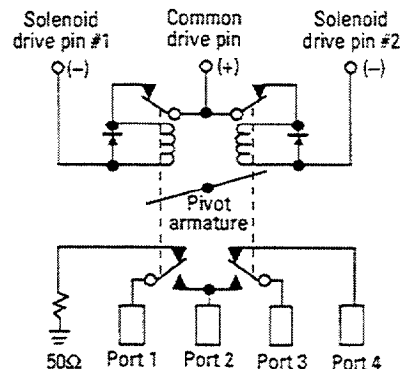 Solenoid
drive pin #1
Common
drive pin
Solenoid
drive pin #2
(−)
(+)
(−)
Pivot
armature
50Ω
Port 1
Port 2
Port 3
Port 4